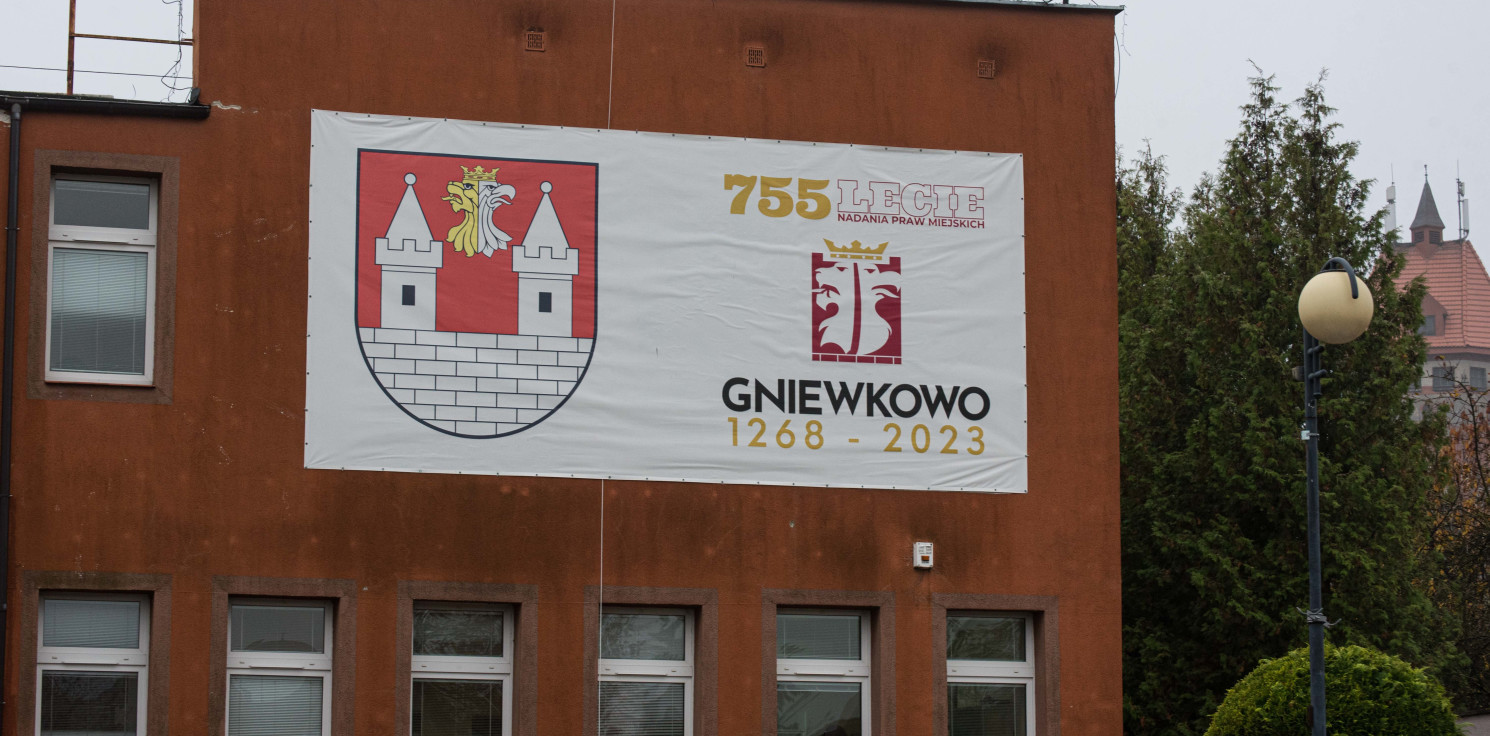 755 LECIE
NADANIA PRAW MIEJSKICH
GNIEWKOWO
1268 - 2023